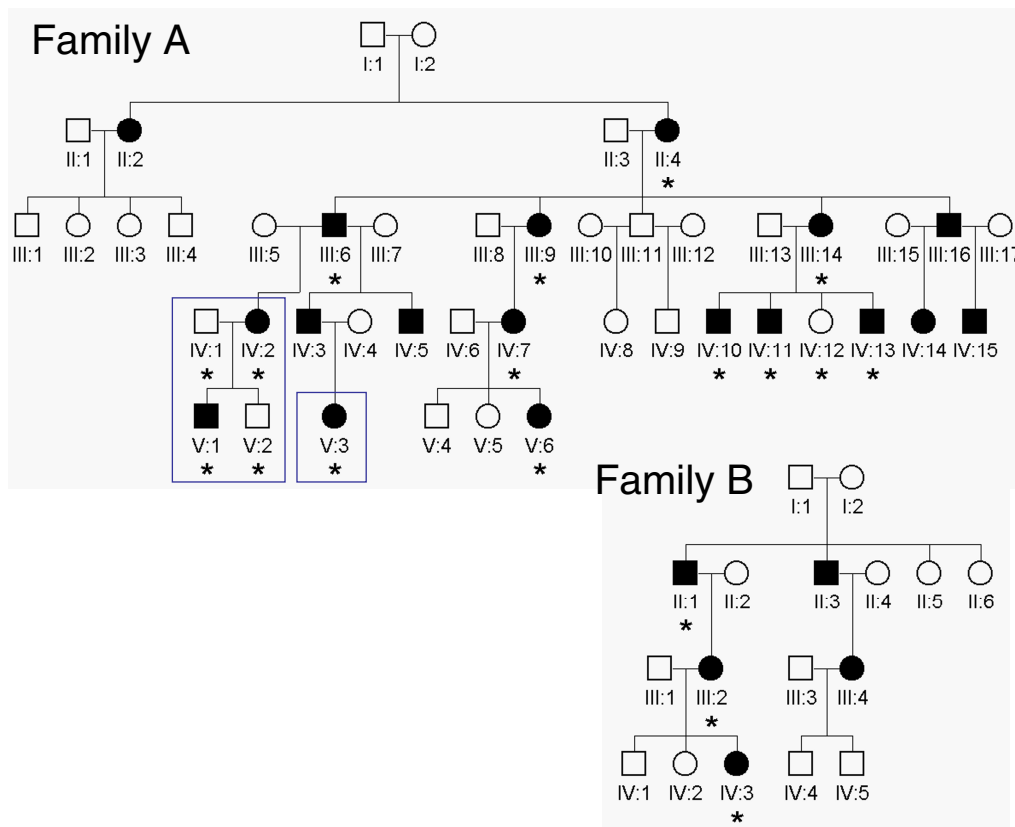 Family A
I:1 I:2
II:1 II:2 II:3 II:4
*
III:1 III:2 III:3 III:4 III:5 III:6 III:7 III:8 III:9 III:10 III:11 III:12 III:13 III:14 III:15 III:16 III:17
* * *
IV:1 IV:2 IV:3 IV:4 IV:5 IV:6 IV:7 IV:8 IV:9 IV:10 IV:11 IV:12 IV:13 IV:14 IV:15
* * * * * * *
V:1 V:2 V:3 V:4 V:5 V:6
* * * *
Family B
I:1 I:2
II:1 II:2 II:3 II:4 II:5 II:6
*
III:1 III:2 III:3 III:4
*
IV:1 IV:2 IV:3 IV:4 IV:5
*